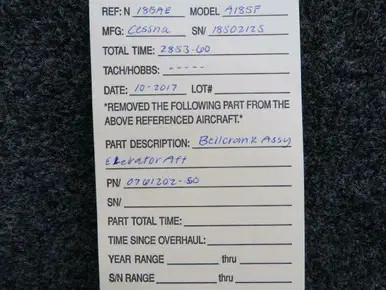 REF: N 185AE MODEL A185F
MFG: Cessna SN/ 18502125
TOTAL TIME: 2853.60
TACH/HOBBS: -----
DATE: 10-2017 LOT#
"REMOVED THE FOLLOWING PART FROM THE
ABOVE REFERENCED AIRCRAFT."
PART DESCRIPTION: Bellcrank Assy
Elevator Aft
PN/ 0761202-50
SN/
PART TOTAL TIME:
TIME SINCE OVERHAUL:
YEAR RANGE thru
S/N RANGE thru